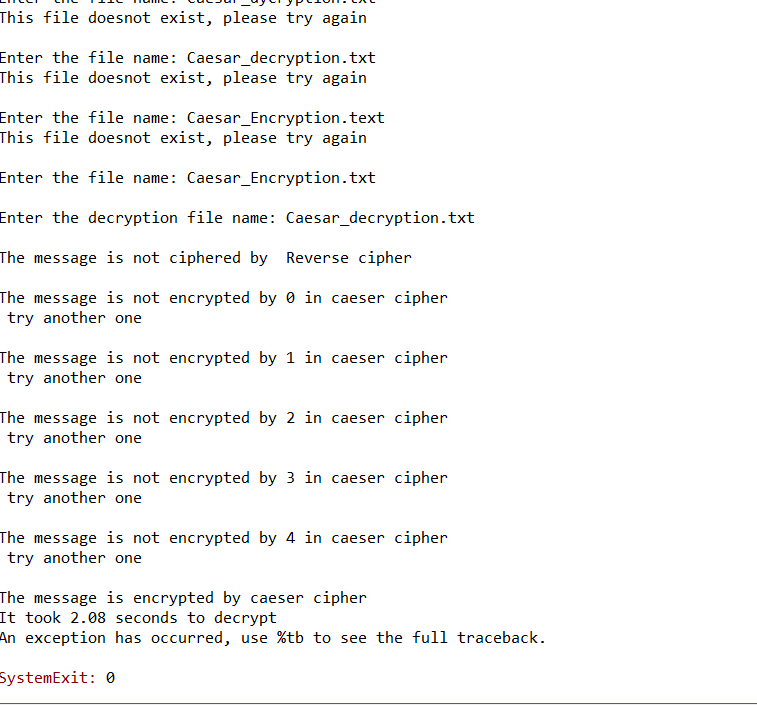 Enter the file name:
This file doesnot exist, please try again
Enter the file name: Caesar_decryption.txt
This file doesnot exist, please try again
Enter the file name: Caesar_Encryption.text
This file doesnot exist, please try again
Enter the file name: Caesar_Encryption.txt
Enter the decryption file name: Caesar_decryption.txt
The message is not ciphered by  Reverse cipher
The message is not encrypted by 0 in caeser cipher
try another one
The message is not encrypted by 1 in caeser cipher
try another one
The message is not encrypted by 2 in caeser cipher
try another one
The message is not encrypted by 3 in caeser cipher
try another one
The message is not encrypted by 4 in caeser cipher
try another one
The message is encrypted by caeser cipher
It took 2.08 seconds to decrypt
An exception has occurred, use %tb to see the full traceback.
SystemExit: 0